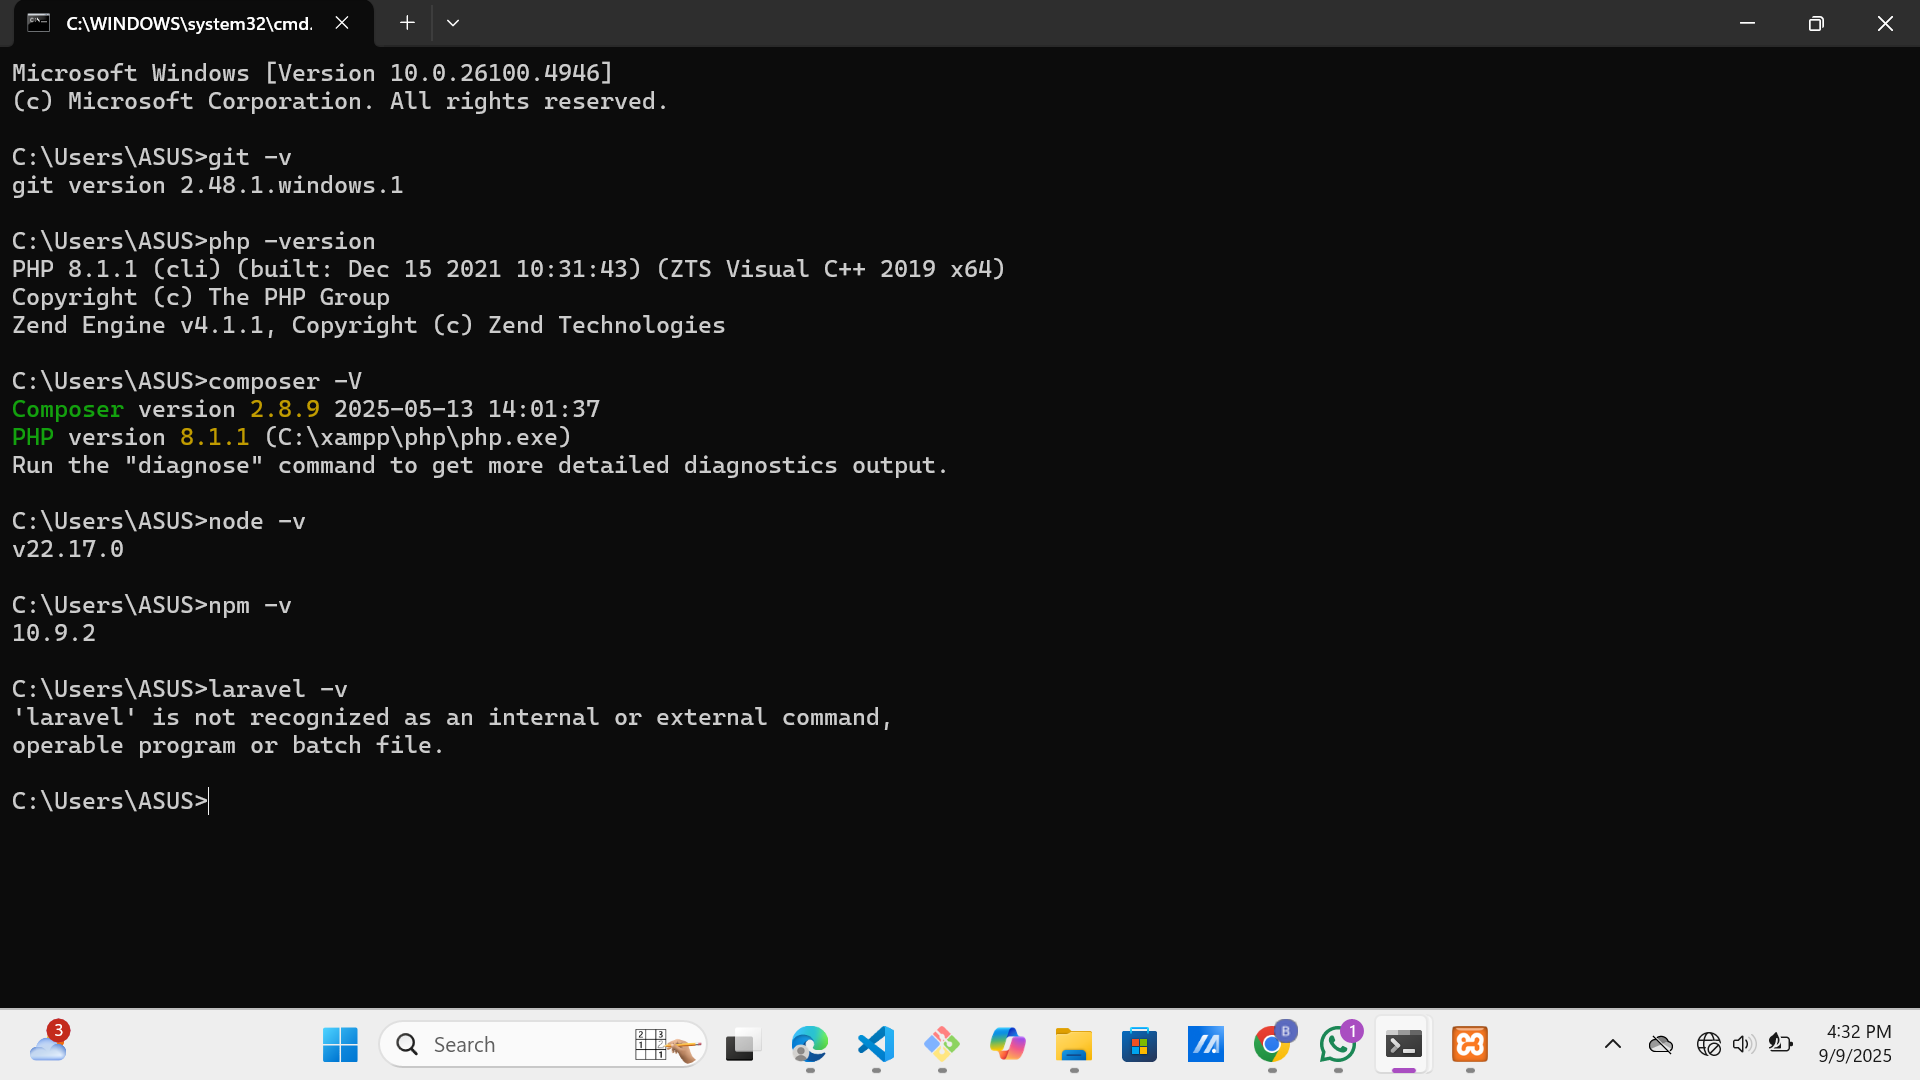 C:\WINDOWS\system32\cmd.
Microsoft Windows [Version 10.0.26100.4946]
(c) Microsoft Corporation. All rights reserved.
C:\Users\ASUS>git -v
git version 2.48.1.windows.1
C:\Users\ASUS>php -version
PHP 8.1.1 (cli) (built: Dec 15 2021 10:31:43) (ZTS Visual C++ 2019 x64)
Copyright (c) The PHP Group
Zend Engine v4.1.1, Copyright (c) Zend Technologies
C:\Users\ASUS>composer -V
Composer version 2.8.9 2025-05-13 14:01:37
PHP version 8.1.1 (C:\xampp\php\php.exe)
Run the "diagnose" command to get more detailed diagnostics output.
C:\Users\ASUS>node -v
v22.17.0
C:\Users\ASUS>npm -v
10.9.2
C:\Users\ASUS>laravel -v
'laravel' is not recognized as an internal or external command,
operable program or batch file.
C:\Users\ASUS>
3
Search
B
1
4:32 PM
9/9/2025